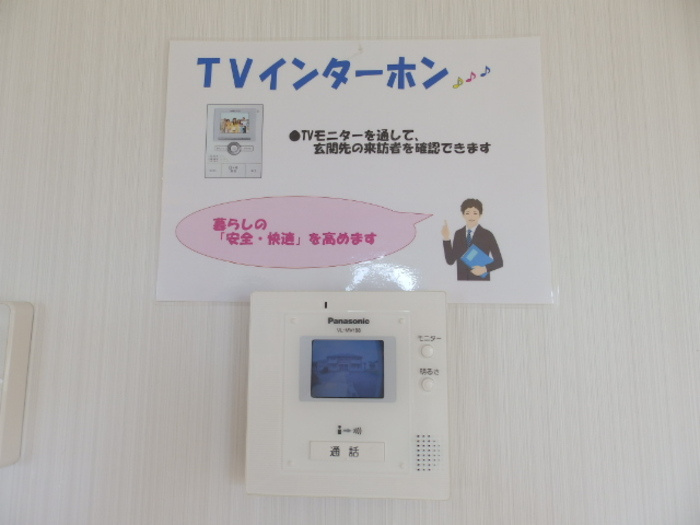 TVインターホン
●TVモニターを通して、
玄関先の来訪者を確認できます
暮らしの
「安全・快適」を高めます
Panasonic
モニター
明るさ
通話